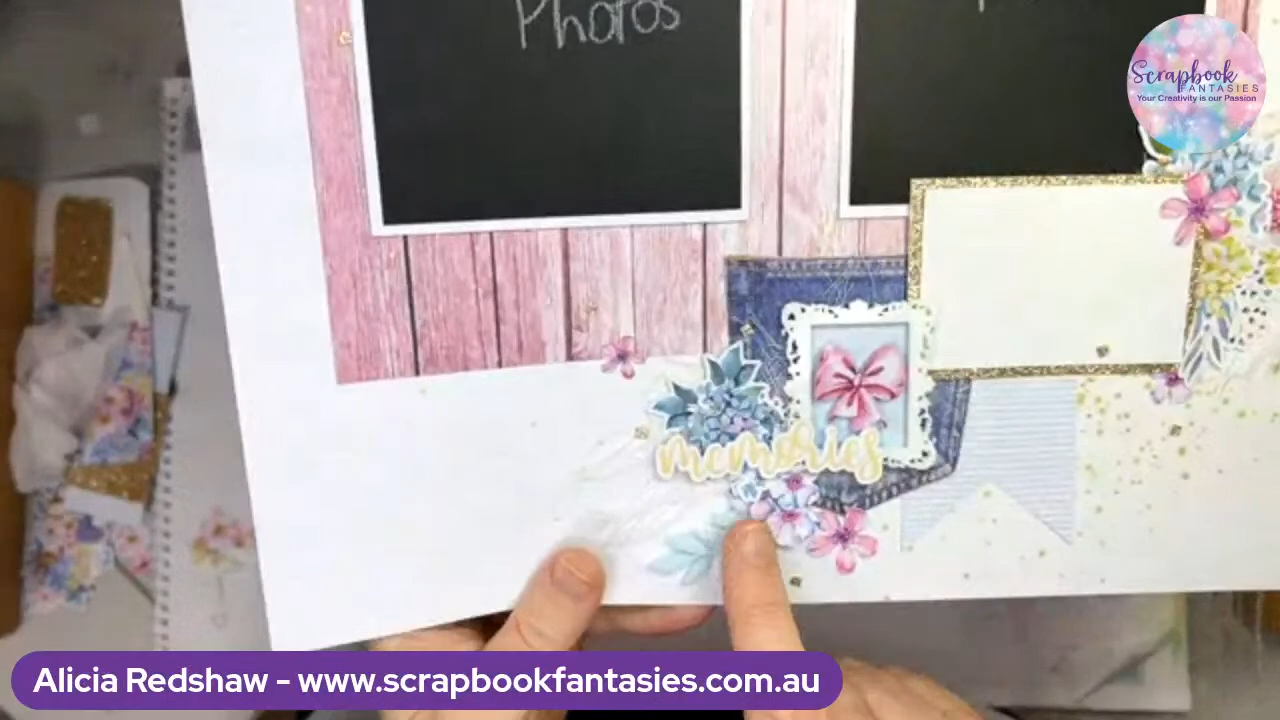 Photos
Scrapbook
FANTASIES
Your Creativity is our Passion
memories
Alicia Redshaw - www.scrapbookfantasies.com.au